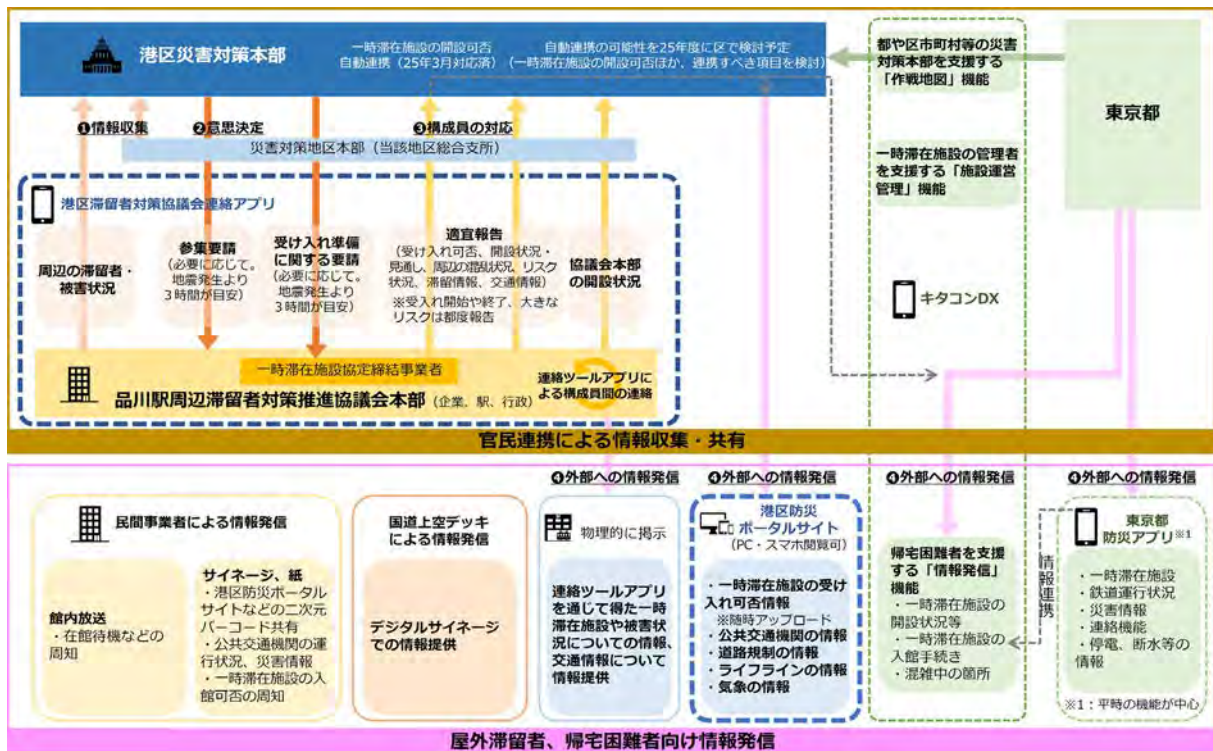 港区災害対策本部
一時滞在施設の開設可否
自動連携（25年3月対応済）
自動連携の可能性を25年度に区で検討予定
（一時滞在施設の開設可否ほか、連携すべき項目を検討）
都や区市町村等の災害
対策本部を支援する
「作戦地図」機能
東京都
❶情報収集
❷意思決定
❸構成員の対応
災害対策地区本部（当該地区総合支所）
一時滞在施設の管理者
を支援する「施設運営
管理」機能
港区滞留者対策協議会連絡アプリ
周辺の滞留者・
被害状況
参集要請
（必要に応じて。
地震発生より
３時間が目安）
受け入れ準備
に関する要請
（必要に応じて。
地震発生より
３時間が目安）
適宜報告
（受け入れ可否、開設状況・
見通し、周辺の混乱状況、リスク
状況、滞留情報、交通情報）
※受入れ開始や終了、大きな
リスクは都度報告
協議会本部
の開設状況
キタコンDX
一時滞在施設協定締結事業者
品川駅周辺滞留者対策推進協議会本部（企業、駅、行政）
連絡ツールアプリに
よる構成員間の連絡
官民連携による情報収集・共有
❹外部への情報発信
❹外部への情報発信
❹外部への情報発信
❹外部への情報発信
民間事業者による情報発信
館内放送
・在館待機などの
周知
サイネージ、紙
・港区防災ポータル
サイトなどの二次元
バーコード共有
・公共交通機関の運
行状況、災害情報
・一時滞在施設の入
館可否の周知
国道上空デッキ
による情報発信
デジタルサイネージ
での情報提供
物理的に掲示
連絡ツールアプリ
を通じて得た一時
滞在施設や被害状
況についての情報、
交通情報について
情報提供
港区防災
ポータルサイト
（PC・スマホ閲覧可）
・一時滞在施設の受け
入れ可否情報
※随時アップロード
・公共交通機関の情報
・道路規制の情報
・ライフラインの情報
・気象の情報
帰宅困難者を支援
する「情報発信」
機能
・一時滞在施設の
開設状況等
・一時滞在施設の
入館手続き
・混雑中の箇所
情報連携
東京都
防災アプリ※1
・一時滞在施設
・鉄道運行状況
・災害情報
・連絡機能
・停電、断水等の
情報
※1：平時の機能が中心
屋外滞留者、帰宅困難者向け情報発信